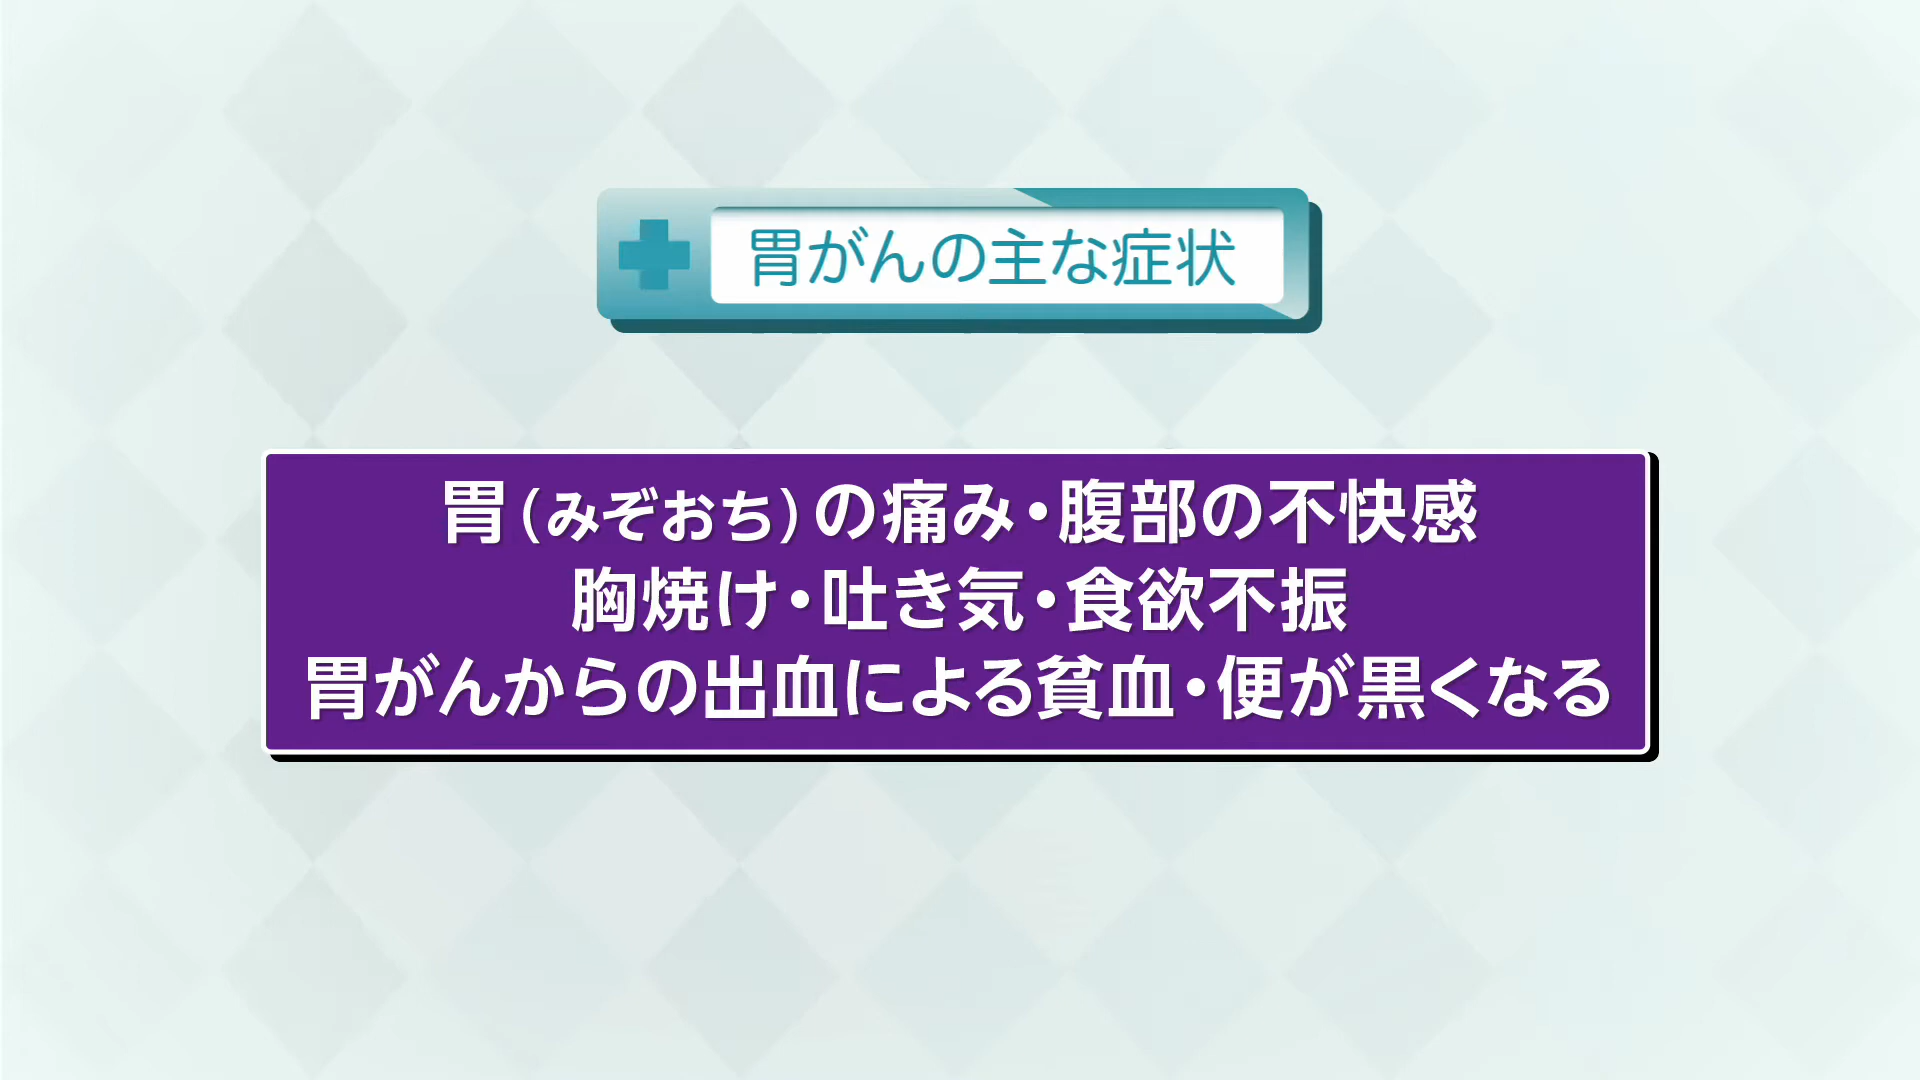 胃がんの主な症状
胃（みぞおち）の痛み・腹部の不快感
胸焼け・吐き気・食欲不振
胃がんからの出血による貧血・便が黒くなる